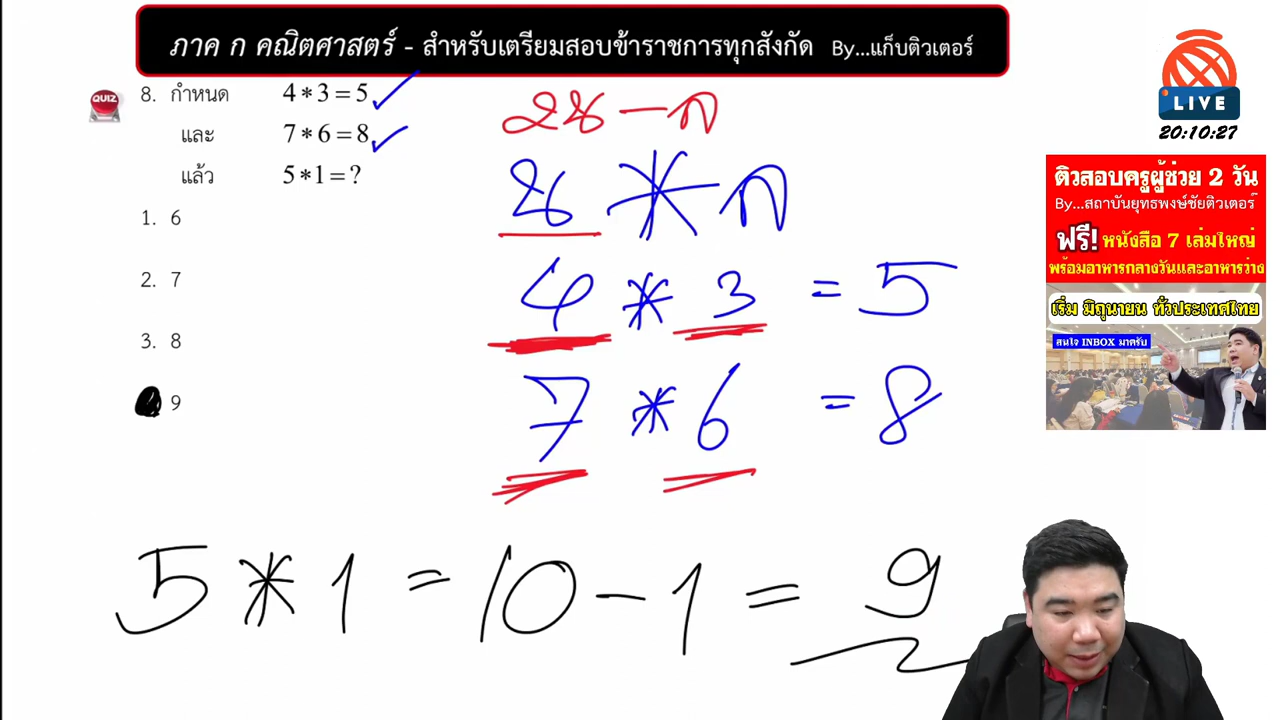 ภาค ก คณิตศาสตร์ - สำหรับเตรียมสอบข้าราชการทุกสังกัด By...แก็บติวเตอร์
QUIZ
8. กำหนด 4*3=5
และ 7*6=8
แล้ว 5*1=?
1. 6
2. 7
3. 8
9
2ซ - ก
ซ * ก
4 * 3 = 5
7 * 6 = 8
5 * 1 = 10 - 1 = 9
LIVE
20:10:27
ติวสอบครูผู้ช่วย 2 วัน
By...สถาบันยุทธพงษ์ชัยติวเตอร์
ฟรี! หนังสือ 7 เล่มใหญ่
พร้อมอาหารกลางวันและอาหารว่าง
เริ่ม มิถุนายน ทั่วประเทศไทย
สนใจ INBOX มาครับ